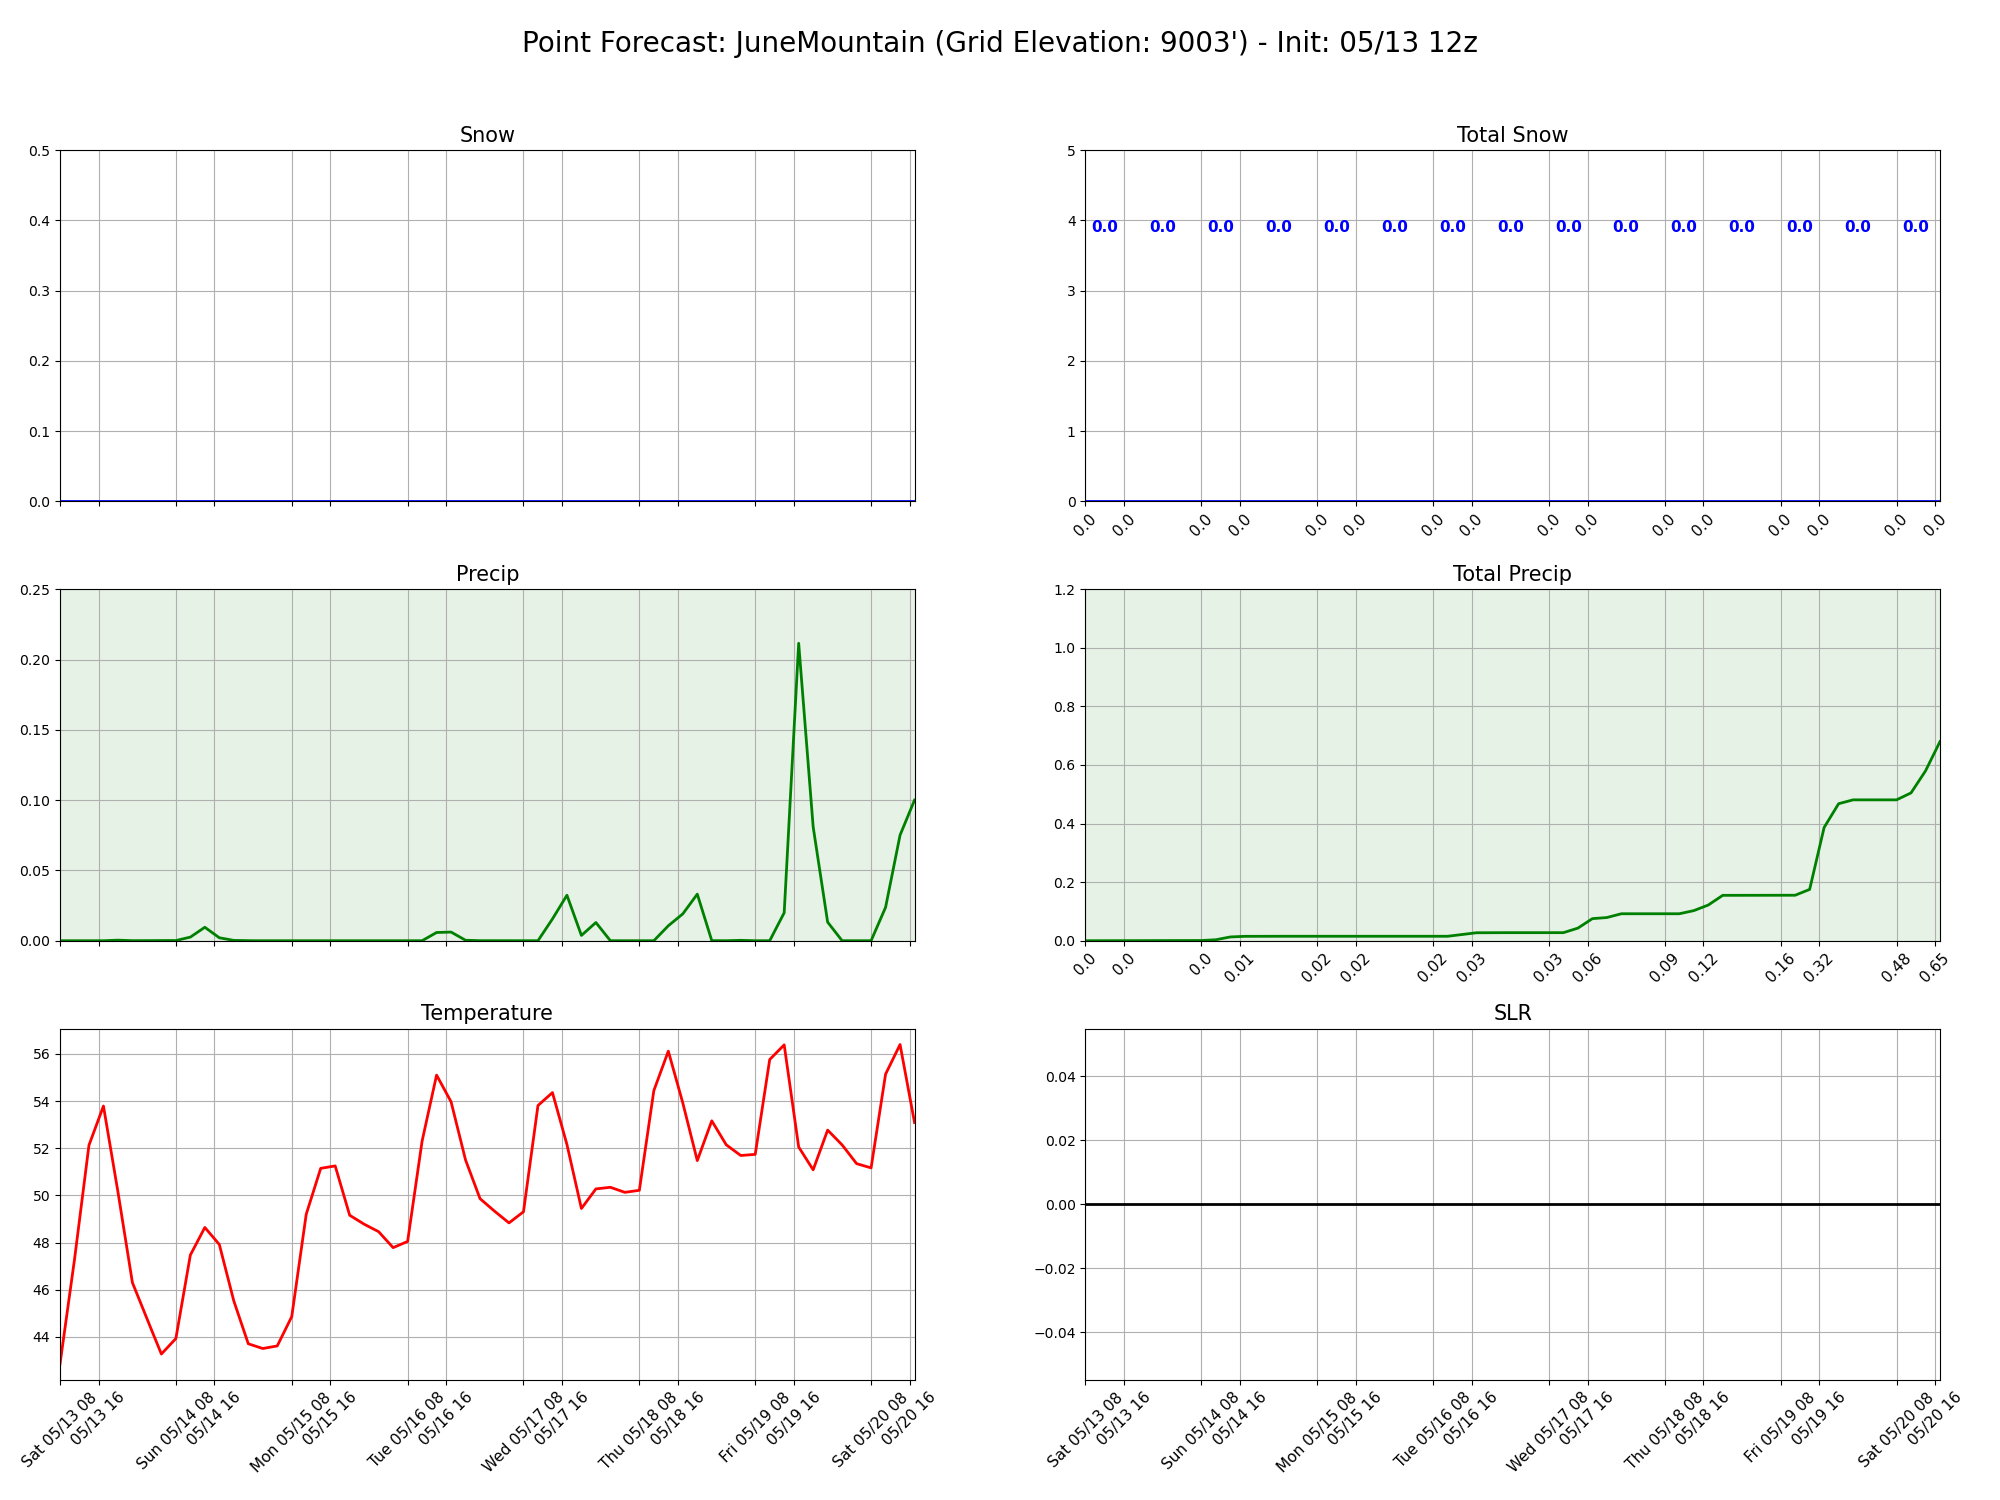 Point Forecast: JuneMountain (Grid Elevation: 9003') - Init: 05/13 12z
Snow
0.5
0.4
0.3
0.2
0.1
0.0
Total Snow
5
4
3
2
1
0
0.0 0.0 0.0 0.0 0.0 0.0 0.0 0.0 0.0 0.0 0.0 0.0 0.0 0.0 0.0
0.0 0.0 0.0 0.0 0.0 0.0 0.0 0.0 0.0 0.0 0.0 0.0 0.0 0.0 0.0 0.0
Precip
0.25
0.20
0.15
0.10
0.05
0.00
Total Precip
1.2
1.0
0.8
0.6
0.4
0.2
0.0
0.0 0.0 0.0 0.01 0.02 0.02 0.02 0.03 0.03 0.06 0.09 0.12 0.16 0.32 0.48 0.65
Temperature
56
54
52
50
48
46
44
Sat 05/13 08
05/13 16
Sun 05/14 08
05/14 16
Mon 05/15 08
05/15 16
Tue 05/16 08
05/16 16
Wed 05/17 08
05/17 16
Thu 05/18 08
05/18 16
Fri 05/19 08
05/19 16
Sat 05/20 08
05/20 16
SLR
0.04
0.02
0.00
−0.02
−0.04
Sat 05/13 08
05/13 16
Sun 05/14 08
05/14 16
Mon 05/15 08
05/15 16
Tue 05/16 08
05/16 16
Wed 05/17 08
05/17 16
Thu 05/18 08
05/18 16
Fri 05/19 08
05/19 16
Sat 05/20 08
05/20 16